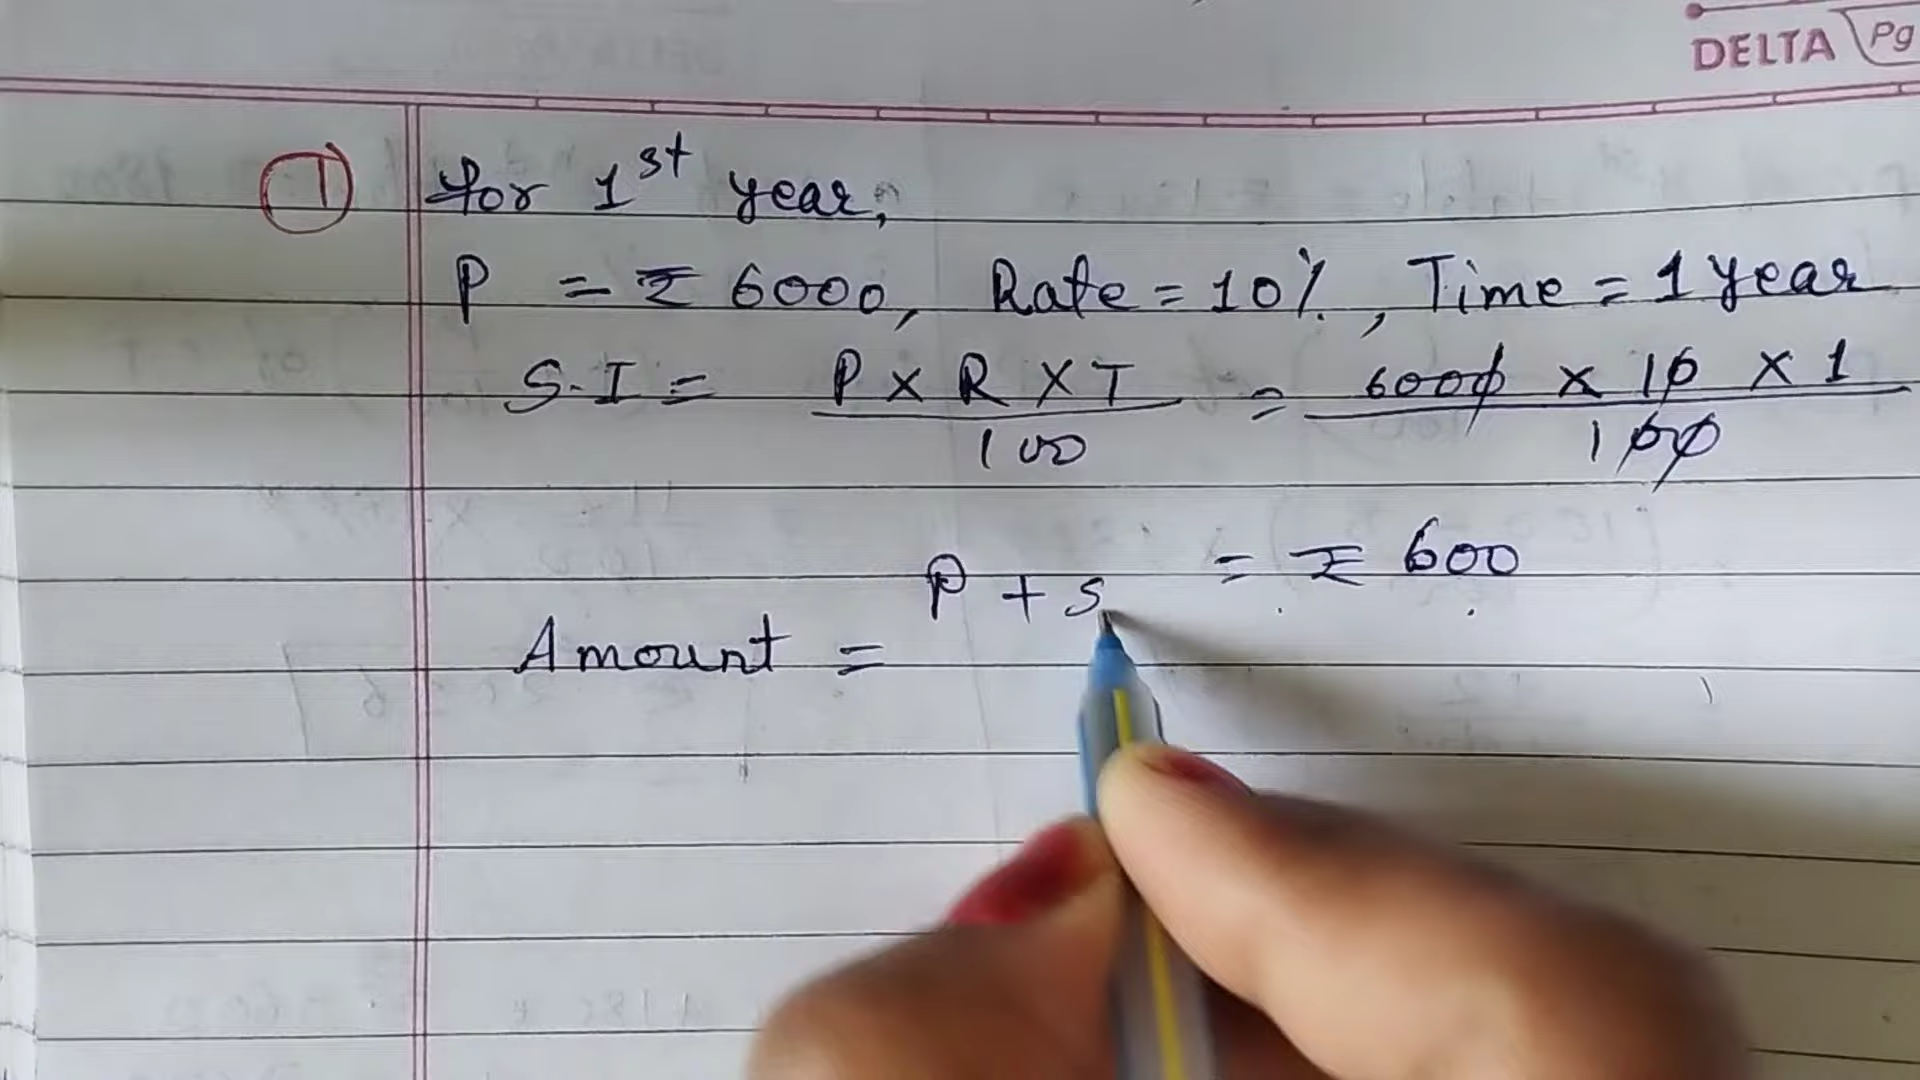 DELTA Pg
1 for 1st year,
P = ₹ 6000, Rate = 10%, Time = 1 year
S.I = P X R X T / 100 = 6000 x 10 x 1 / 100
= ₹ 600
Amount = P + S